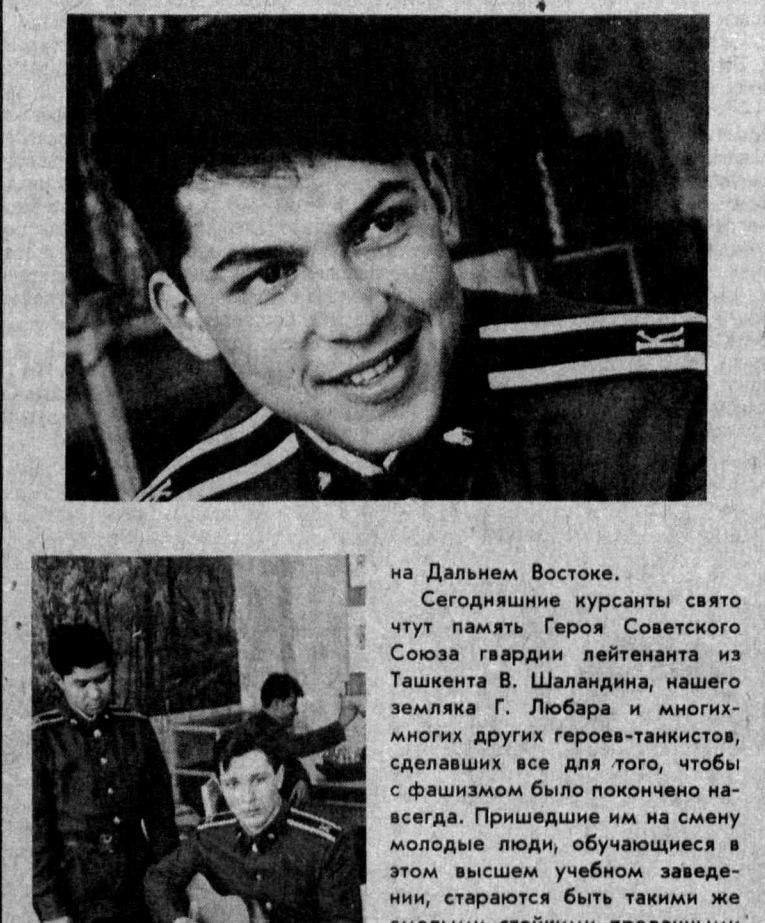 К
К
на Дальнем Востоке.
Сегодняшние курсанты свято
чтут память Героя Советского
Союза гвардии лейтенанта из
Ташкента В. Шаландина, нашего
земляка Г. Любара и многих-
многих других героев-танкистов,
сделавших все для того, чтобы
с фашизмом было покончено на-
всегда. Пришедшие им на смену
молодые люди, обучающиеся в
этом высшем учебном заведе-
нии, стараются быть такими же